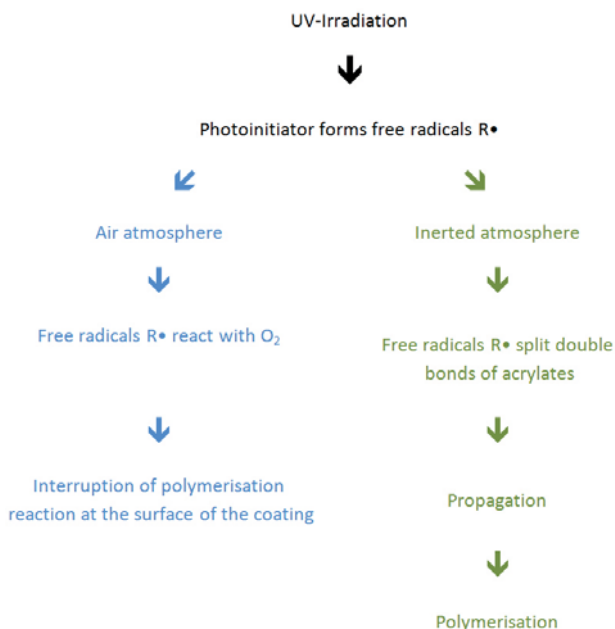 UV-Irradiation
Photoinitiator forms free radicals R•
Air atmosphere
Inerted atmosphere
Free radicals R• react with O₂
Free radicals R• split double
bonds of acrylates
Interruption of polymerisation
reaction at the surface of the coating
Propagation
Polymerisation